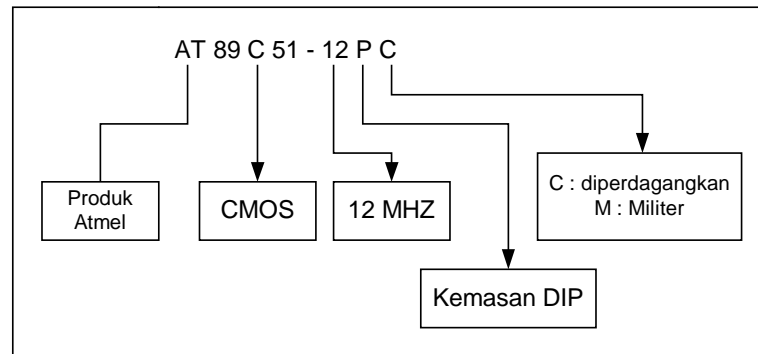 AT 89 C 51 - 12 P C
Produk
Atmel
CMOS
12 MHZ
C : diperdagangkan
M : Militer
Kemasan DIP